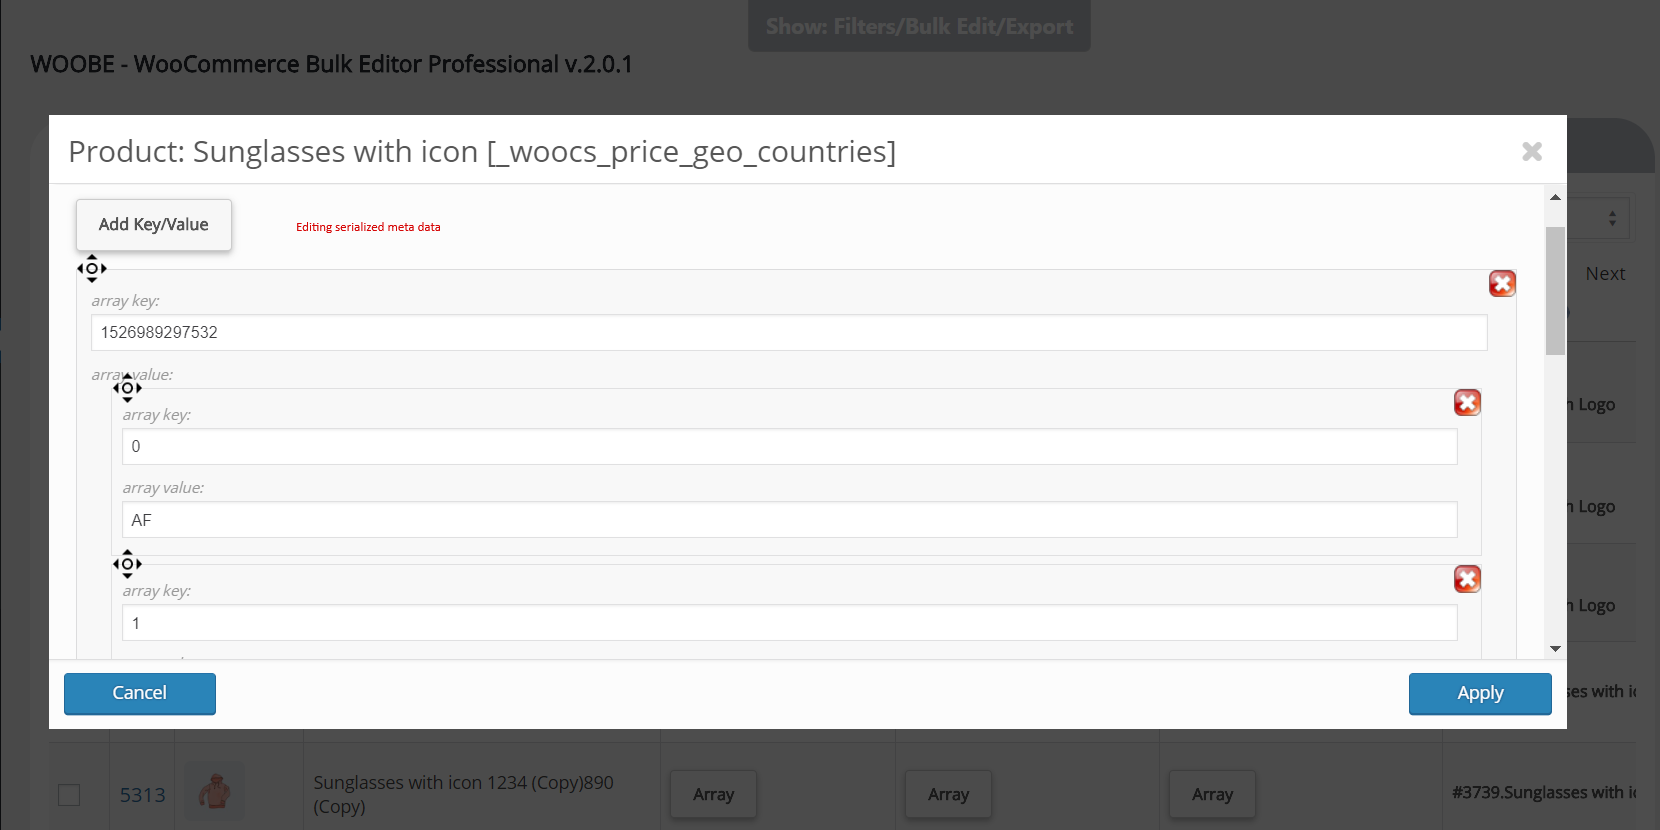 Show: Filters/Bulk Edit/Export
WOOBE - WooCommerce Bulk Editor Professional v.2.0.1
Product: Sunglasses with icon [_woocs_price_geo_countries]
Add Key/Value
Editing serialized meta data
Next
array key:
1526989297532
array value:
array key:
0
Logo
array value:
AF
Logo
array key:
1
Logo
Cancel
Apply
with
5313
Sunglasses with icon 1234 (Copy)890
(Copy)
Array
Array
Array
#3739.Sunglasses with